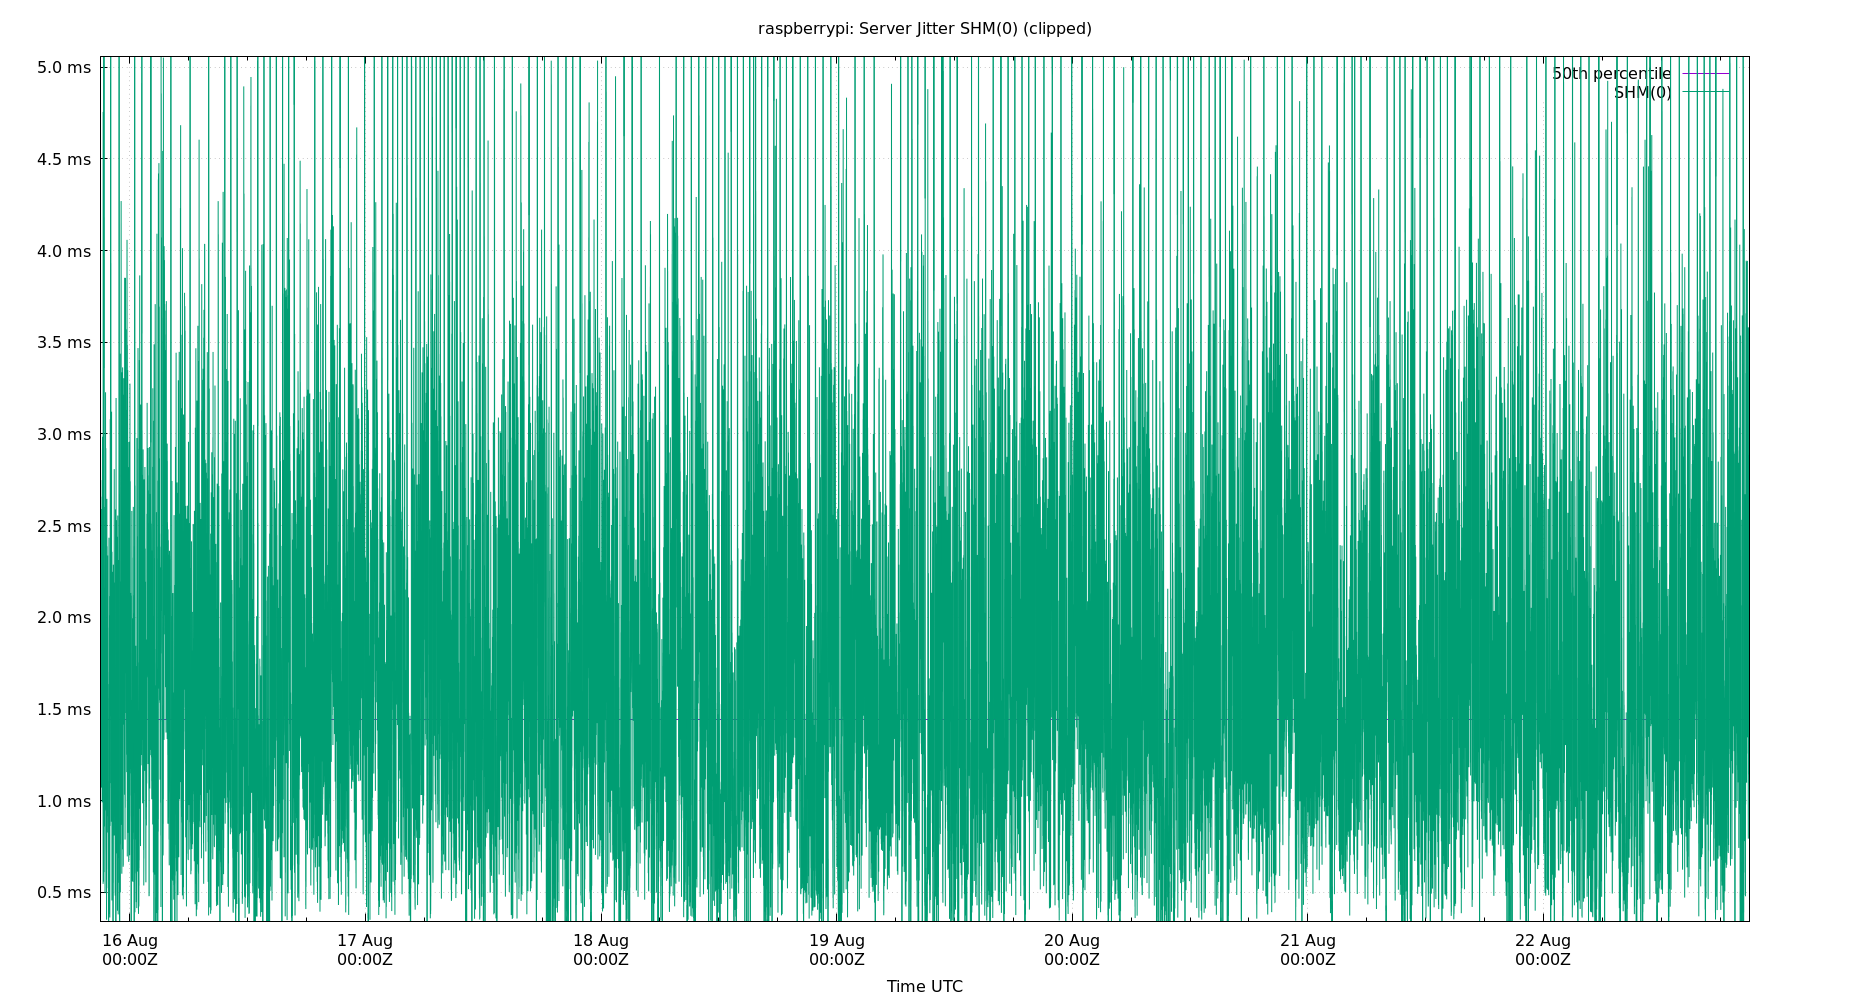 raspberrypi: Server Jitter SHM(0) (clipped)
5.0 ms
50th percentile
SHM(0)
4.5 ms
4.0 ms
3.5 ms
3.0 ms
2.5 ms
2.0 ms
1.5 ms
1.0 ms
0.5 ms
16 Aug 17 Aug 18 Aug 19 Aug 20 Aug 21 Aug 22 Aug
00:00Z 00:00Z 00:00Z 00:00Z 00:00Z 00:00Z 00:00Z
Time UTC